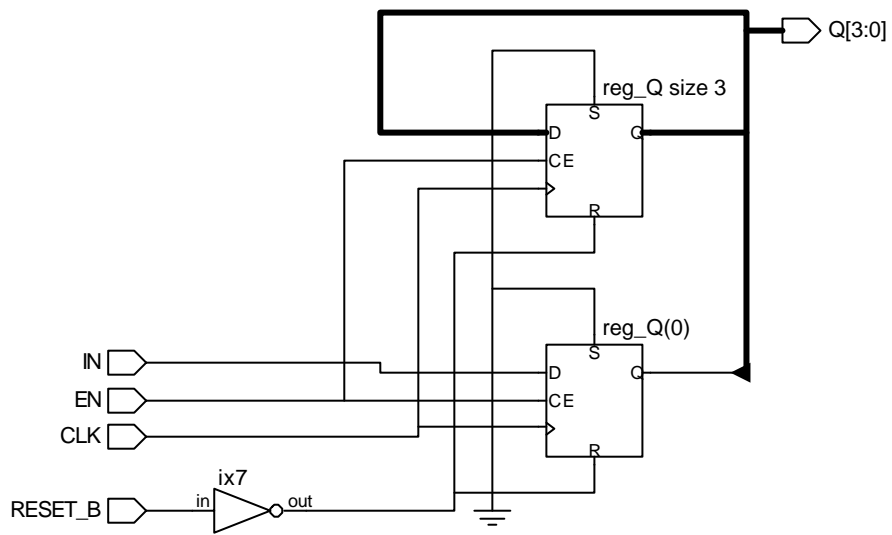 Q[3:0]
reg_Q size 3
S
D
Q
CE
R
reg_Q(0)
S
IN
D
Q
EN
CE
CLK
R
ix7
RESET_B
in
out